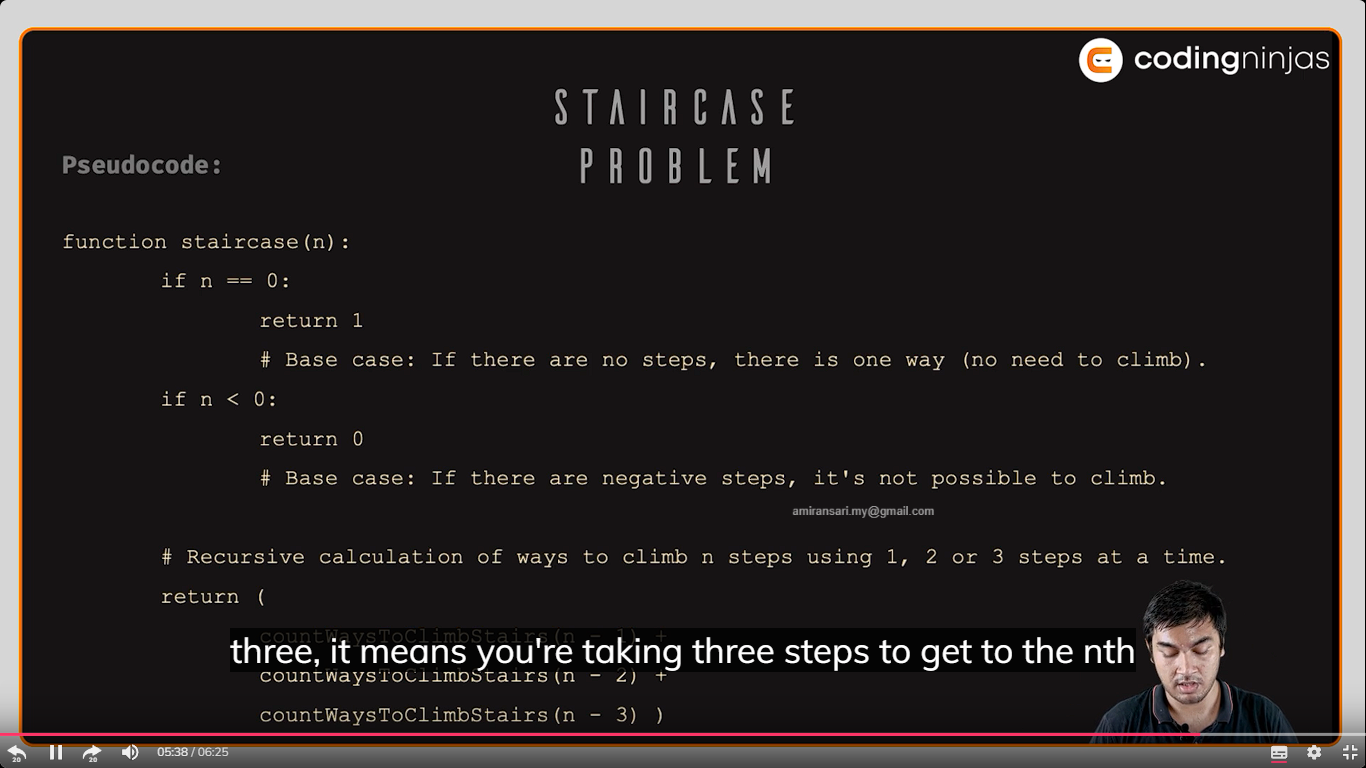 codingninjas
STAIRCASE
PROBLEM
Pseudocode:
function staircase(n):
if n == 0:
return 1
# Base case: If there are no steps, there is one way (no need to climb).
if n < 0:
return 0
# Base case: If there are negative steps, it's not possible to climb.
amiransari.my@gmail.com
# Recursive calculation of ways to climb n steps using 1, 2 or 3 steps at a time.
return (
countWaysToClimbStairs(n - 1) +
three, it means you're taking three steps to get to the nth
countWaysToClimbStairs(n - 2) +
countWaysToClimbStairs(n - 3) )
20
20
05:38 / 06:25